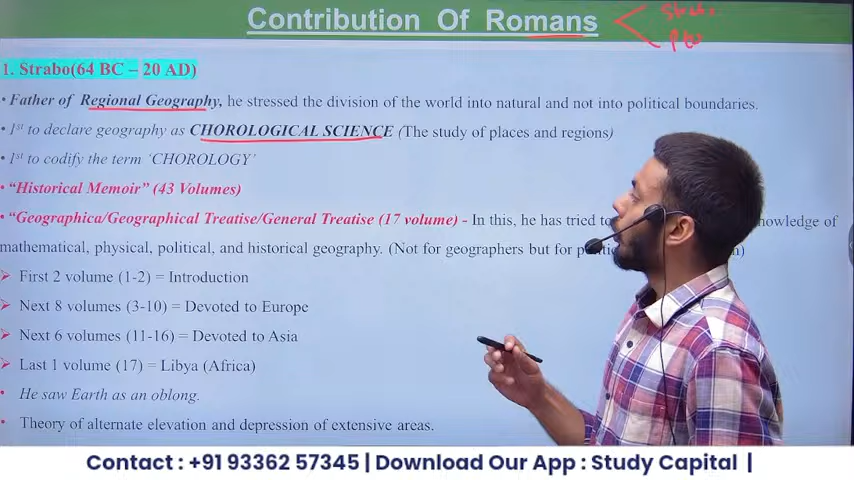 Contribution Of Romans
1. Strabo(64 BC – 20 AD)
• Father of Regional Geography, he stressed the division of the world into natural and not into political boundaries.
• 1st to declare geography as CHOROLOGICAL SCIENCE (The study of places and regions)
• 1st to codify the term ‘CHOROLOGY’
• “Historical Memoir” (43 Volumes)
• “Geographica/Geographical Treatise/General Treatise (17 volume) - In this, he has tried to knowledge of
mathematical, physical, political, and historical geography. (Not for geographers but for
➢ First 2 volume (1-2) = Introduction
➢ Next 8 volumes (3-10) = Devoted to Europe
➢ Next 6 volumes (11-16) = Devoted to Asia
➢ Last 1 volume (17) = Libya (Africa)
• He saw Earth as an oblong.
• Theory of alternate elevation and depression of extensive areas.
Contact : +91 93362 57345 | Download Our App : Study Capital |